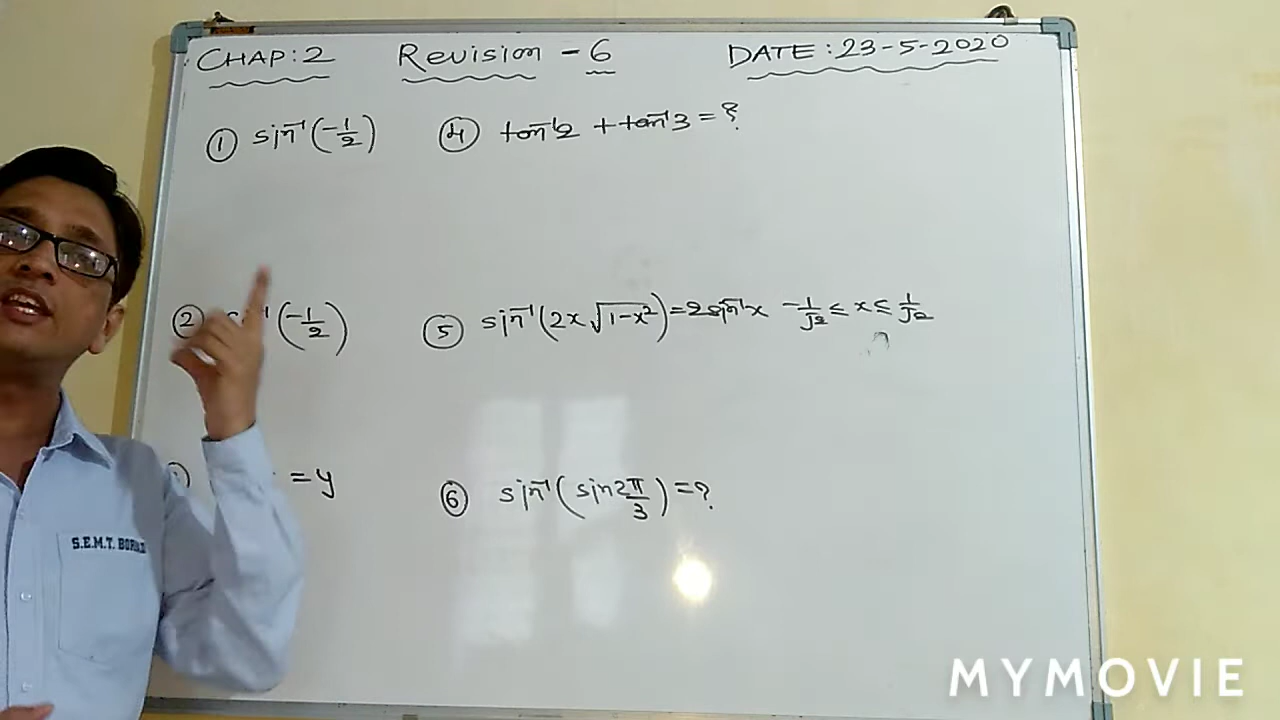 CHAP:2 Revision - 6 DATE: 23-5-2020
① sin⁻¹(-1/2) ④ tan⁻¹2 + tan⁻¹3 = ?
② (-1/2) ⑤ sin⁻¹(2x√1-x²) = 2sin⁻¹x -1/√2 ≤ x ≤ 1/√2
= y ⑥ sin⁻¹(sin 2π/3) = ?
S.E.M.T.
MYMOVIE